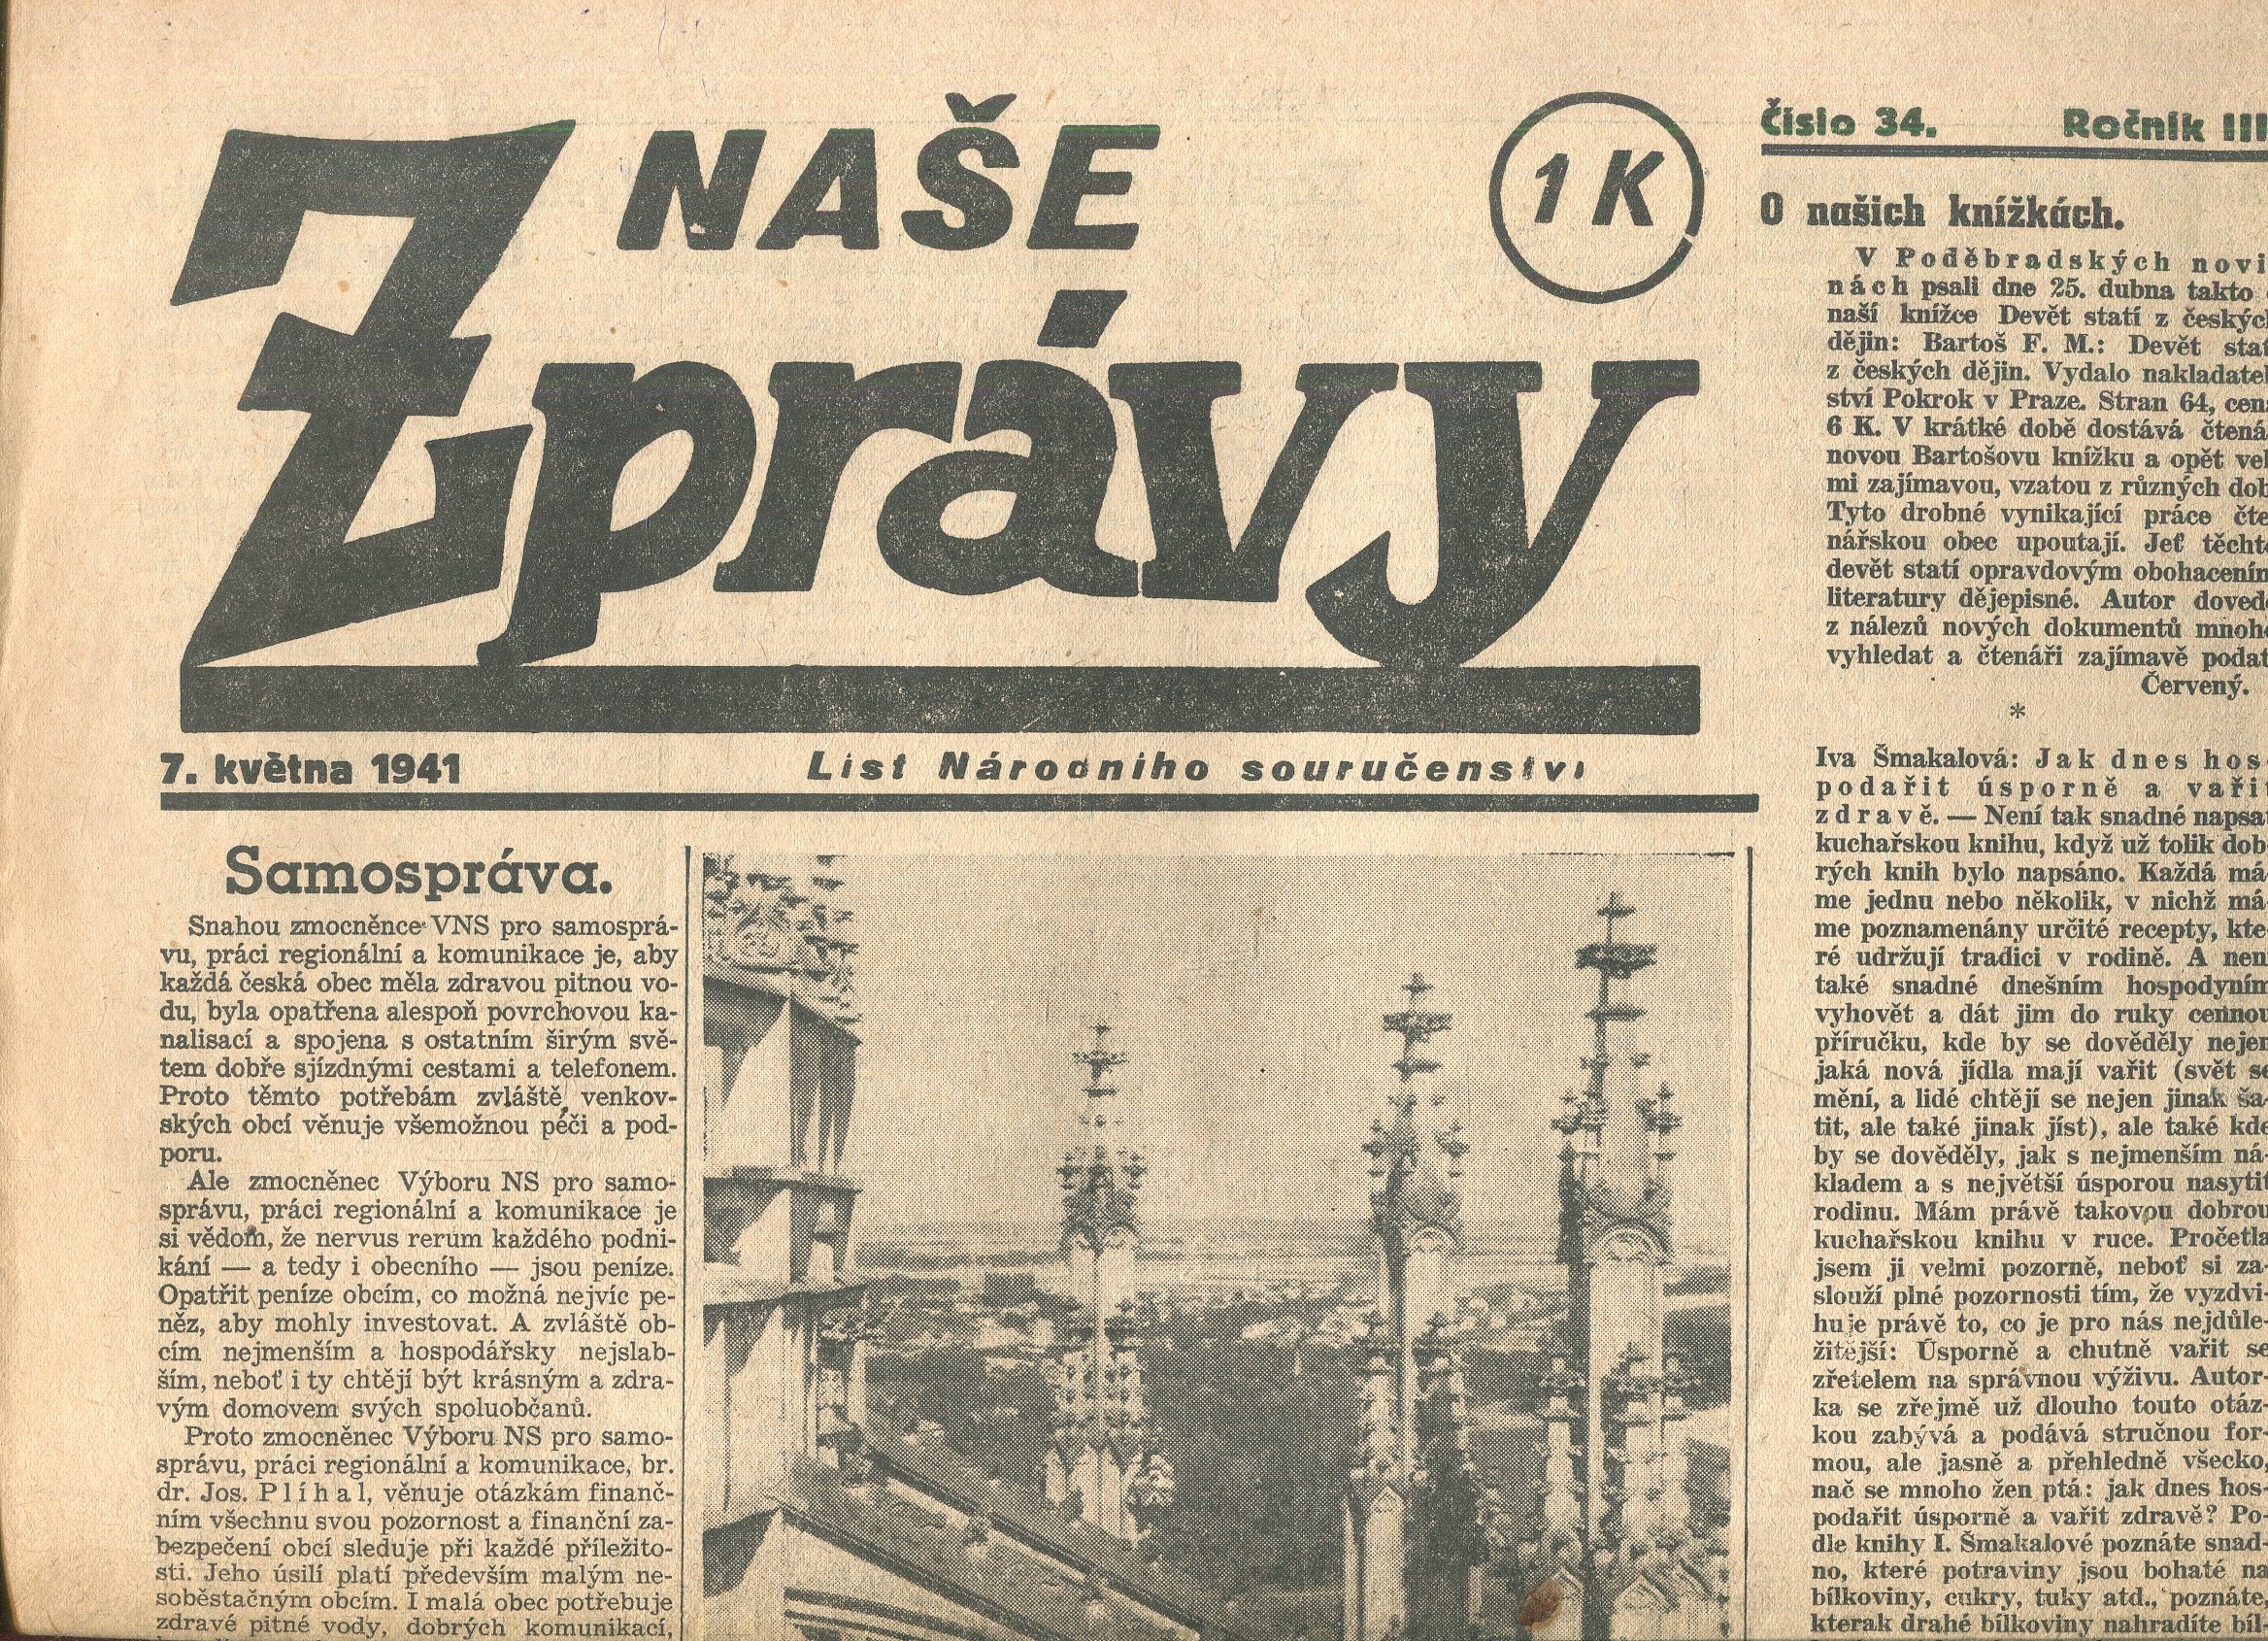 NAŠE
Zprávy
1 K
7. května 1941
List Národního souručenství
Číslo 34. Ročník III
Samospráva.
Snahou zmocněnce VNS pro samosprá-
vu, práci regionální a komunikace je, aby
každá česká obec měla zdravou pitnou vo-
du, byla opatřena alespoň povrchovou ka-
nalisací a spojena s ostatním širým svě-
tem dobře sjízdnými cestami a telefonem.
Proto těmto potřebám zvláště venkov-
ských obcí věnuje všemožnou péči a pod-
poru.
Ale zmocněnec Výboru NS pro samo-
správu, práci regionální a komunikace je
si vědom, že nervus rerum každého podni-
kání — a tedy i obecního — jsou peníze.
Opatřit peníze obcím, co možná nejvíc pe-
něz, aby mohly investovat. A zvláště ob-
cím nejmenším a hospodářsky nejslab-
ším, neboť i ty chtějí být krásným a zdra-
vým domovem svých spoluobčanů.
Proto zmocněnec Výboru NS pro samo-
správu, práci regionální a komunikace, br.
dr. Jos. Plíhal, věnuje otázkám finanč-
ním všechnu svou pozornost a finanční za-
bezpečení obcí sleduje při každé příležito-
sti. Jeho úsilí platí především malým ne-
soběstačným obcím. I malá obec potřebuje
zdravé pitné vody, dobrých komunikací,
O našich knížkách.
V Poděbradských novi
nách psali dne 25. dubna takto
naší knížce Devět statí z českých
dějin: Bartoš F. M.: Devět stat
z českých dějin. Vydalo nakladatel
ství Pokrok v Praze. Stran 64, cena
6 K. V krátké době dostává čtená
novou Bartošovu knížku a opět vel
mi zajímavou, vzatou z různých dob
Tyto drobné vynikající práce čte
nářskou obec upoutají. Jeť těcht
devět statí opravdovým obohacením
literatury dějepisné. Autor doved
z nálezů nových dokumentů mnoh
vyhledat a čtenáři zajímavě podat
Červený.
*
Iva Šmakalová: Jak dnes hos-
podařit úsporně a vařit
zdravě. — Není tak snadné napsat
kuchařskou knihu, když už tolik dob-
rých knih bylo napsáno. Každá má-
me jednu nebo několik, v nichž má-
me poznamenány určité recepty, kte-
ré udržují tradici v rodině. A není
také snadné dnešním hospodyním
vyhovět a dát jim do ruky cennou
příručku, kde by se dověděly nejen
jaká nová jídla mají vařit (svět se
mění, a lidé chtějí se nejen jinak ša-
tit, ale také jinak jíst), ale také kde
by se dověděly, jak s nejmenším ná-
kladem a s největší úsporou nasytit
rodinu. Mám právě takovou dobrou
kuchařskou knihu v ruce. Pročetla
jsem ji velmi pozorně, neboť si za-
slouží plné pozornosti tím, že vyzdvi-
huje právě to, co je pro nás nejdůle-
žitější: Úsporně a chutně vařit se
zřetelem na správnou výživu. Autor-
ka se zřejmě už dlouho touto otáz-
kou zabývá a podává stručnou for-
mou, ale jasně a přehledně všecko,
nač se mnoho žen ptá: jak dnes hos-
podařit úsporně a vařit zdravě? Po-
dle knihy I. Šmakalové poznáte snad-
no, které potraviny jsou bohaté na
bílkoviny, cukry, tuky atd., poznáte,
kterak drahé bílkoviny nahradíte bíl-